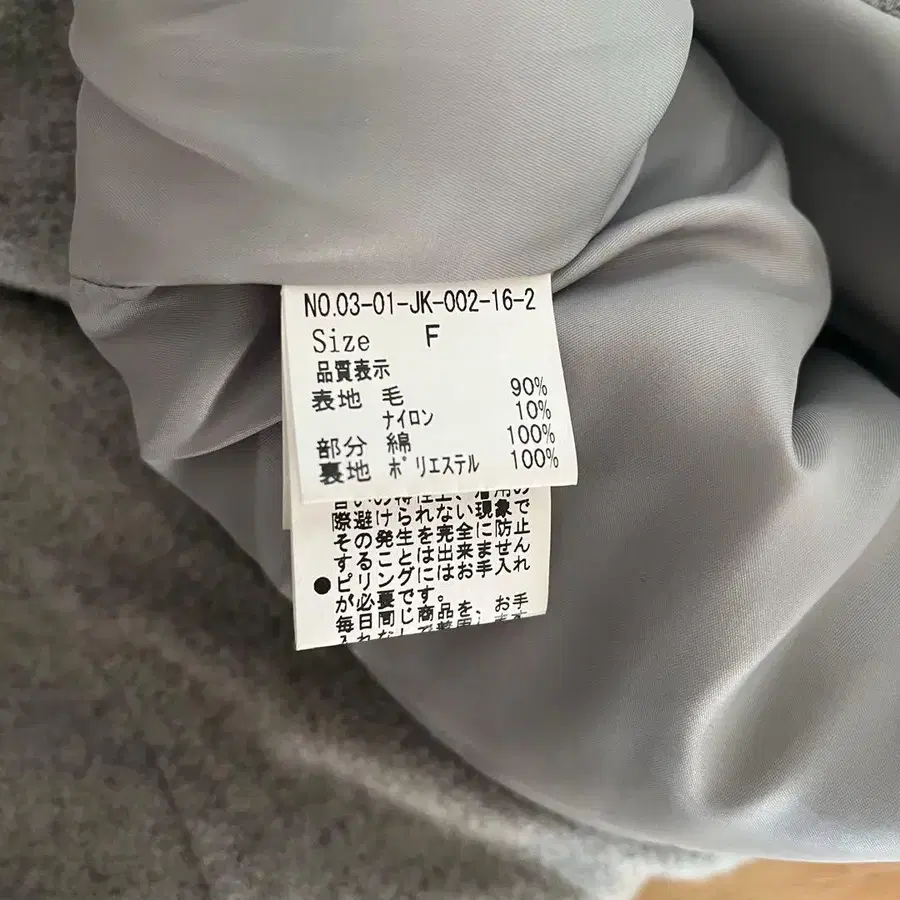 NO.03-01-JK-002-16-2
Size F
品質表示
表地 毛 90%
ナイロン 10%
部分 綿 100%
裏地 ポリエステル 100%
際避けられない現象で
その発生を完全に防止
することは出来ません
●ピリングにはお手入れ
が必要です。
毎日同じ商品を、お手